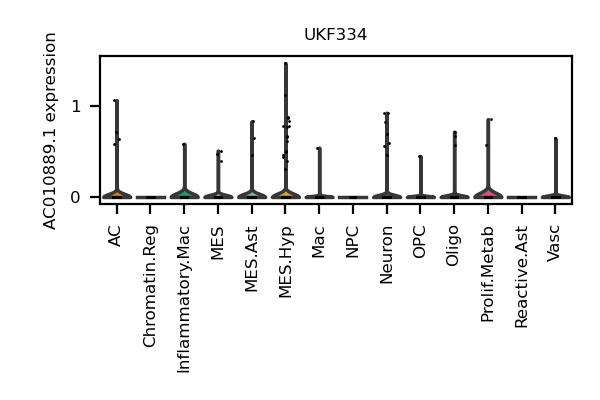 UKF334
AC010889.1 expression
1
0
AC
Chromatin.Reg
Inflammatory.Mac
MES
MES.Ast
MES.Hyp
Mac
NPC
Neuron
OPC
Oligo
Prolif.Metab
Reactive.Ast
Vasc